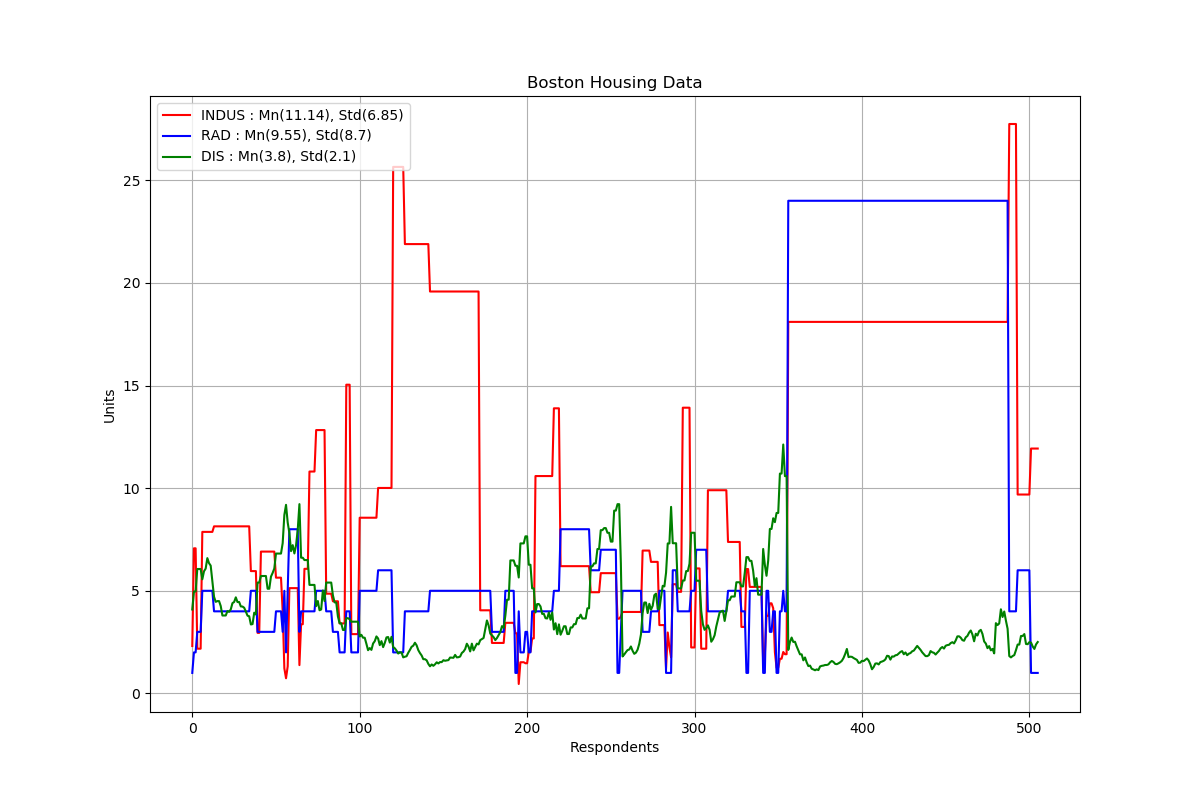 Boston Housing Data
INDUS : Mn(11.14), Std(6.85)
RAD : Mn(9.55), Std(8.7)
DIS : Mn(3.8), Std(2.1)
25
20
15
10
5
0
Units
0 100 200 300 400 500
Respondents